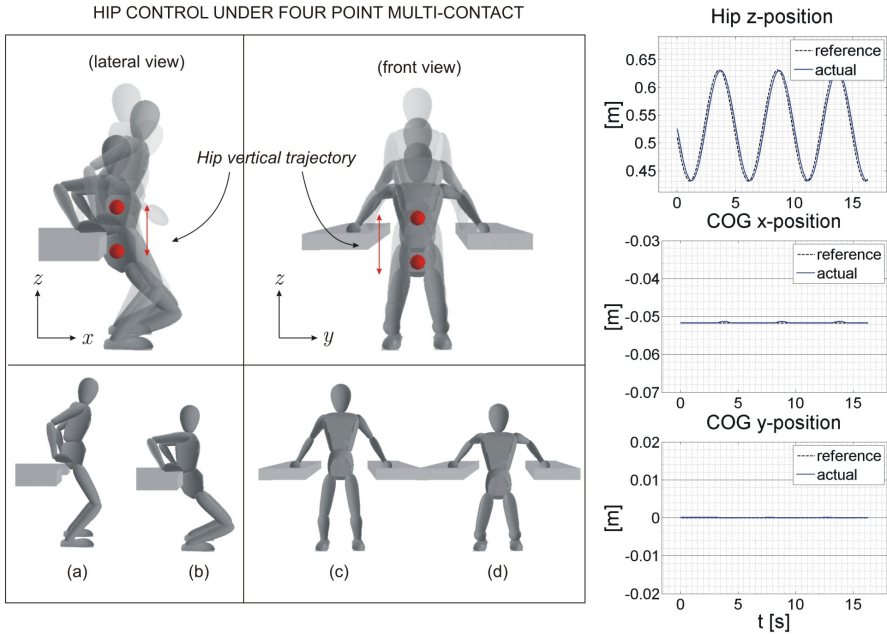 HIP CONTROL UNDER FOUR POINT MULTI-CONTACT
(lateral view)
(front view)
Hip vertical trajectory
z
x
z
y
(a)
(b)
(c)
(d)
Hip z-position
reference
actual
[m]
0.65
0.6
0.55
0.5
0.45
0 5 10 15
COG x-position
reference
actual
[m]
-0.03
-0.04
-0.05
-0.06
-0.07
0 5 10 15
COG y-position
reference
actual
[m]
0.02
0.01
0
-0.01
-0.02
0 5 10 15
t [s]